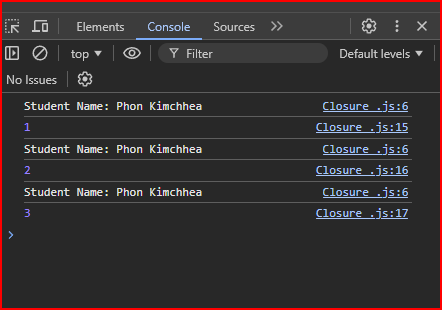 Elements Console Sources
top Filter Default levels
No Issues
Student Name: Phon Kimchhea Closure .js:6
1 Closure .js:15
Student Name: Phon Kimchhea Closure .js:6
2 Closure .js:16
Student Name: Phon Kimchhea Closure .js:6
3 Closure .js:17